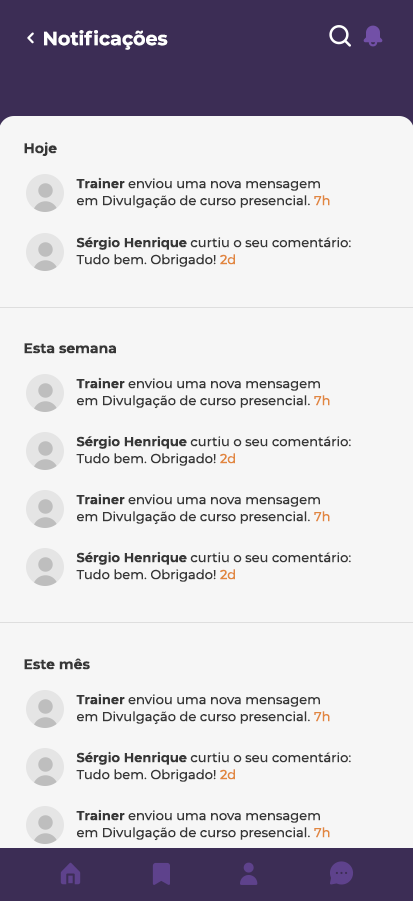 Notificações
Hoje
Trainer enviou uma nova mensagem
em Divulgação de curso presencial. 7h
Sérgio Henrique curtiu o seu comentário:
Tudo bem. Obrigado! 2d
Esta semana
Trainer enviou uma nova mensagem
em Divulgação de curso presencial. 7h
Sérgio Henrique curtiu o seu comentário:
Tudo bem. Obrigado! 2d
Trainer enviou uma nova mensagem
em Divulgação de curso presencial. 7h
Sérgio Henrique curtiu o seu comentário:
Tudo bem. Obrigado! 2d
Este mês
Trainer enviou uma nova mensagem
em Divulgação de curso presencial. 7h
Sérgio Henrique curtiu o seu comentário:
Tudo bem. Obrigado! 2d
Trainer enviou uma nova mensagem
em Divulgação de curso presencial. 7h